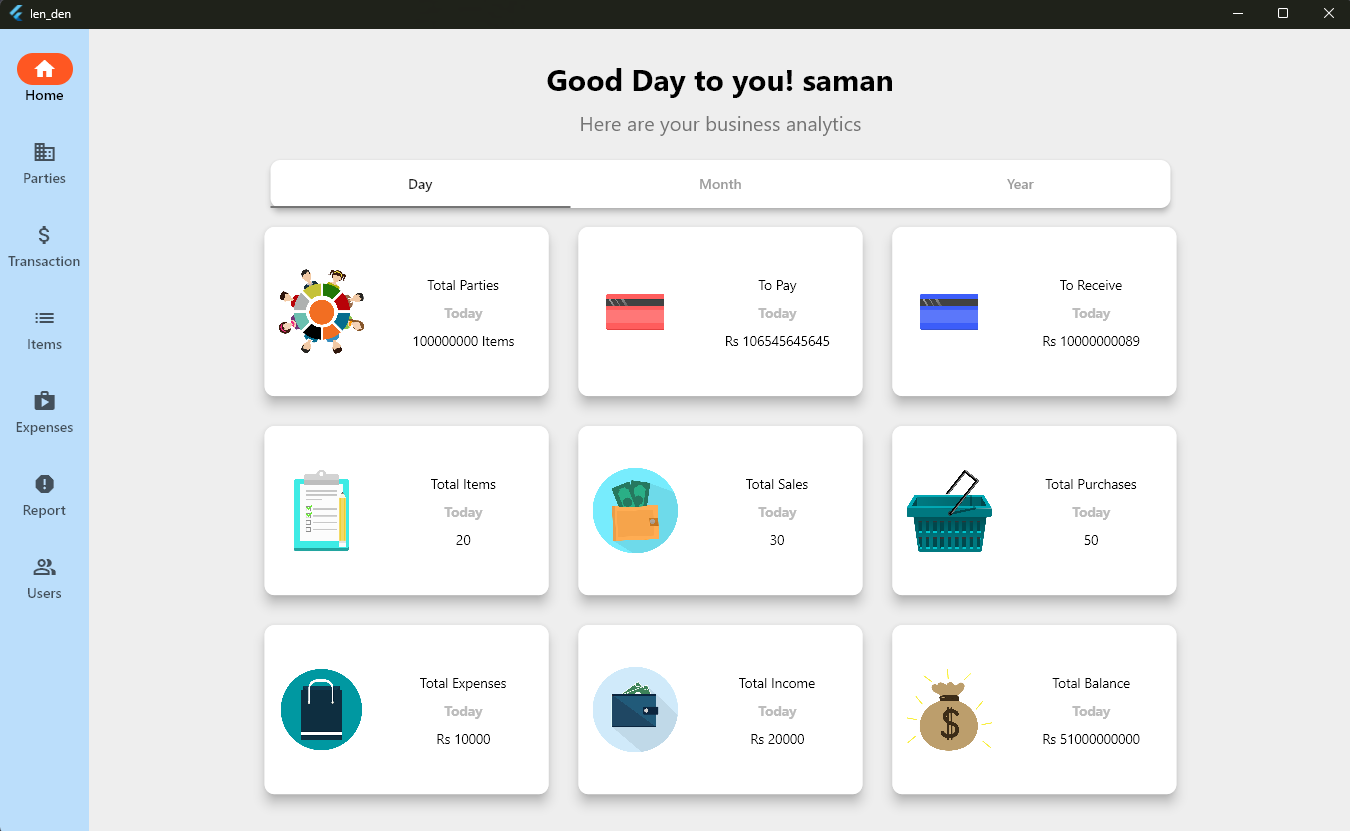 len_den
Home
Parties
Transaction
Items
Expenses
Report
Users
Good Day to you! saman
Here are your business analytics
Day
Month
Year
Total Parties
Today
100000000 Items
To Pay
Today
Rs 106545645645
To Receive
Today
Rs 10000000089
Total Items
Today
20
Total Sales
Today
30
Total Purchases
Today
50
Total Expenses
Today
Rs 10000
Total Income
Today
Rs 20000
$
Total Balance
Today
Rs 51000000000